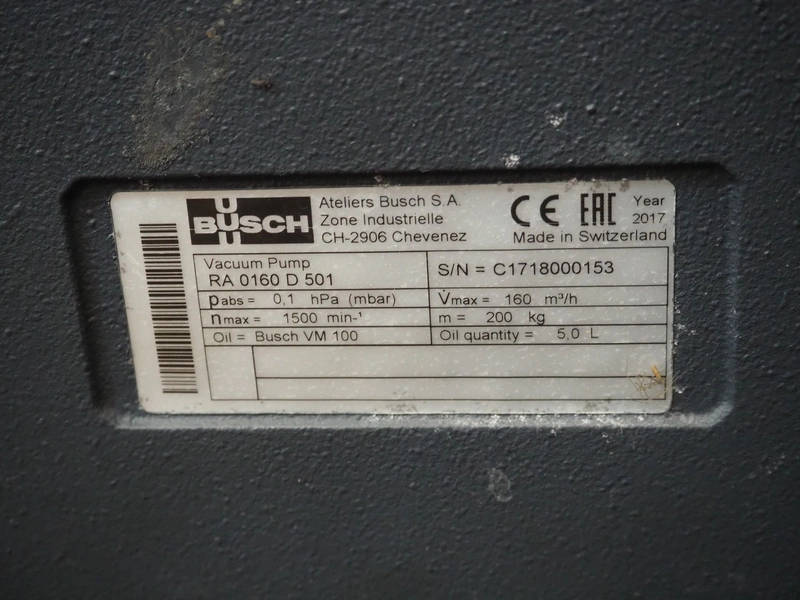 BUSCH
Ateliers Busch S.A.
Zone Industrielle
CH-2906 Chevenez
CE EAC
Year
2017
Made in Switzerland
Vacuum Pump
RA 0160 D 501
S/N = C1718000153
pabs = 0,1 hPa (mbar)
V̇max = 160 m³/h
nmax = 1500 min-¹
m = 200 kg
Oil = Busch VM 100
Oil quantity = 5,0 L